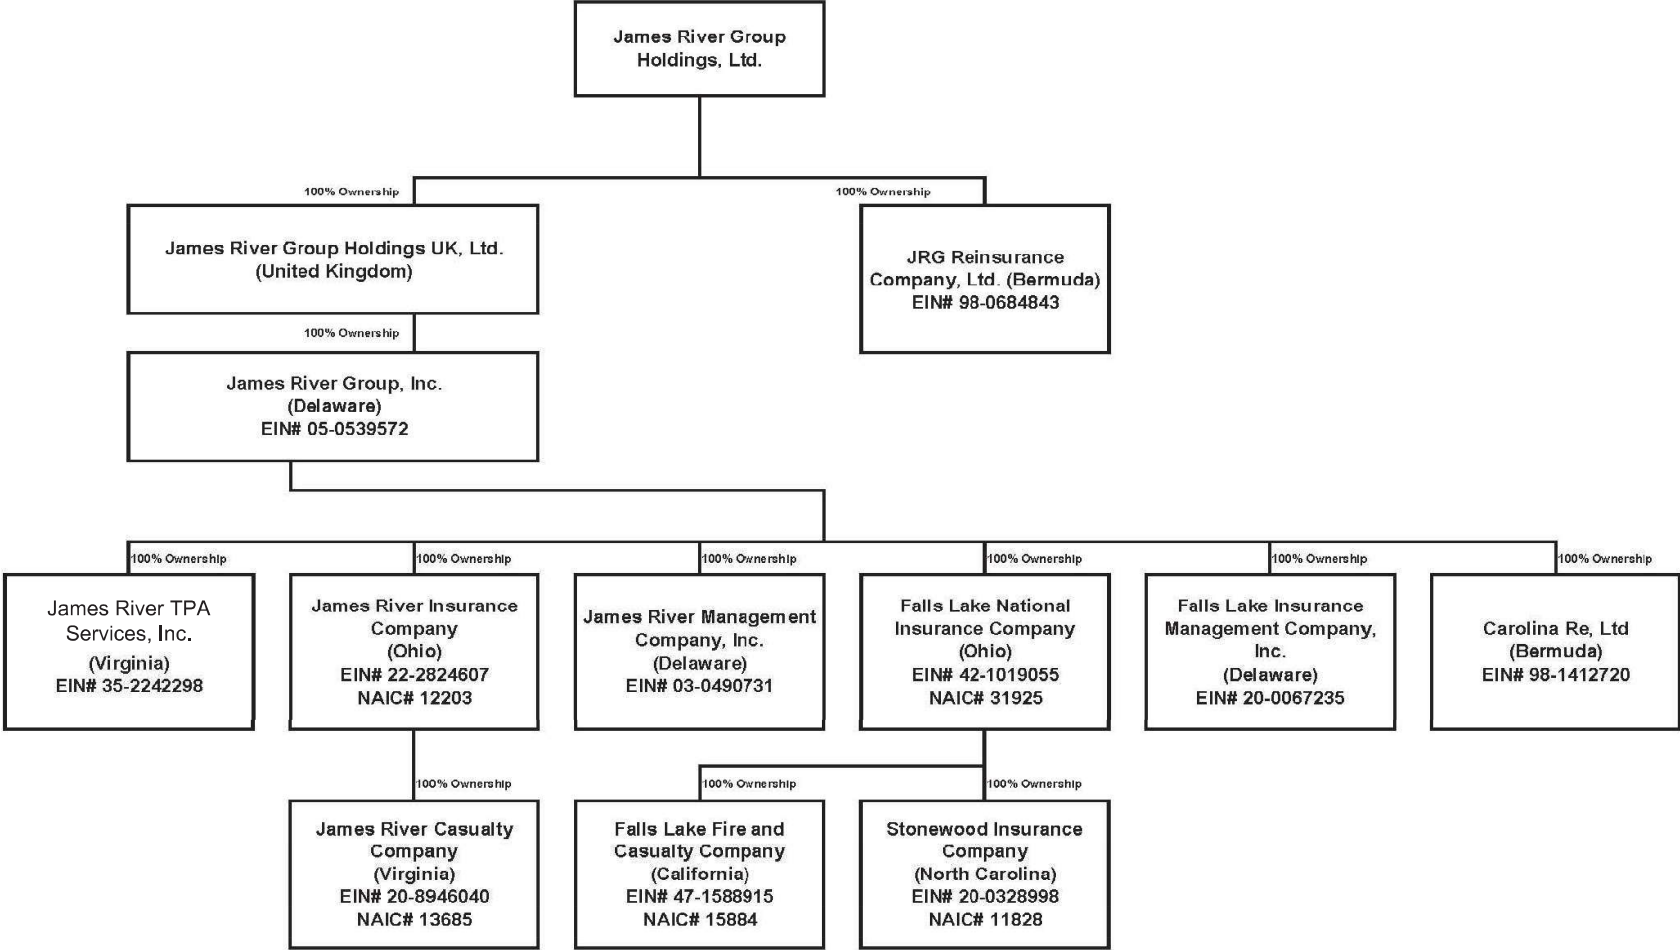 James River Group
Holdings, Ltd.
100% Ownership
100% Ownership
James River Group Holdings UK, Ltd.
(United Kingdom)
JRG Reinsurance
Company, Ltd. (Bermuda)
EIN# 98-0684843
100% Ownership
James River Group, Inc.
(Delaware)
EIN# 05-0539572
100% Ownership
100% Ownership
100% Ownership
100% Ownership
100% Ownership
100% Ownership
James River TPA
Services, Inc.
(Virginia)
EIN# 35-2242298
James River Insurance
Company
(Ohio)
EIN# 22-2824607
NAIC# 12203
James River Management
Company, Inc.
(Delaware)
EIN# 03-0490731
Falls Lake National
Insurance Company
(Ohio)
EIN# 42-1019055
NAIC# 31925
Falls Lake Insurance
Management Company,
Inc.
(Delaware)
EIN# 20-0067235
Carolina Re, Ltd
(Bermuda)
EIN# 98-1412720
100% Ownership
100% Ownership
100% Ownership
James River Casualty
Company
(Virginia)
EIN# 20-8946040
NAIC# 13685
Falls Lake Fire and
Casualty Company
(California)
EIN# 47-1588915
NAIC# 15884
Stonewood Insurance
Company
(North Carolina)
EIN# 20-0328998
NAIC# 11828